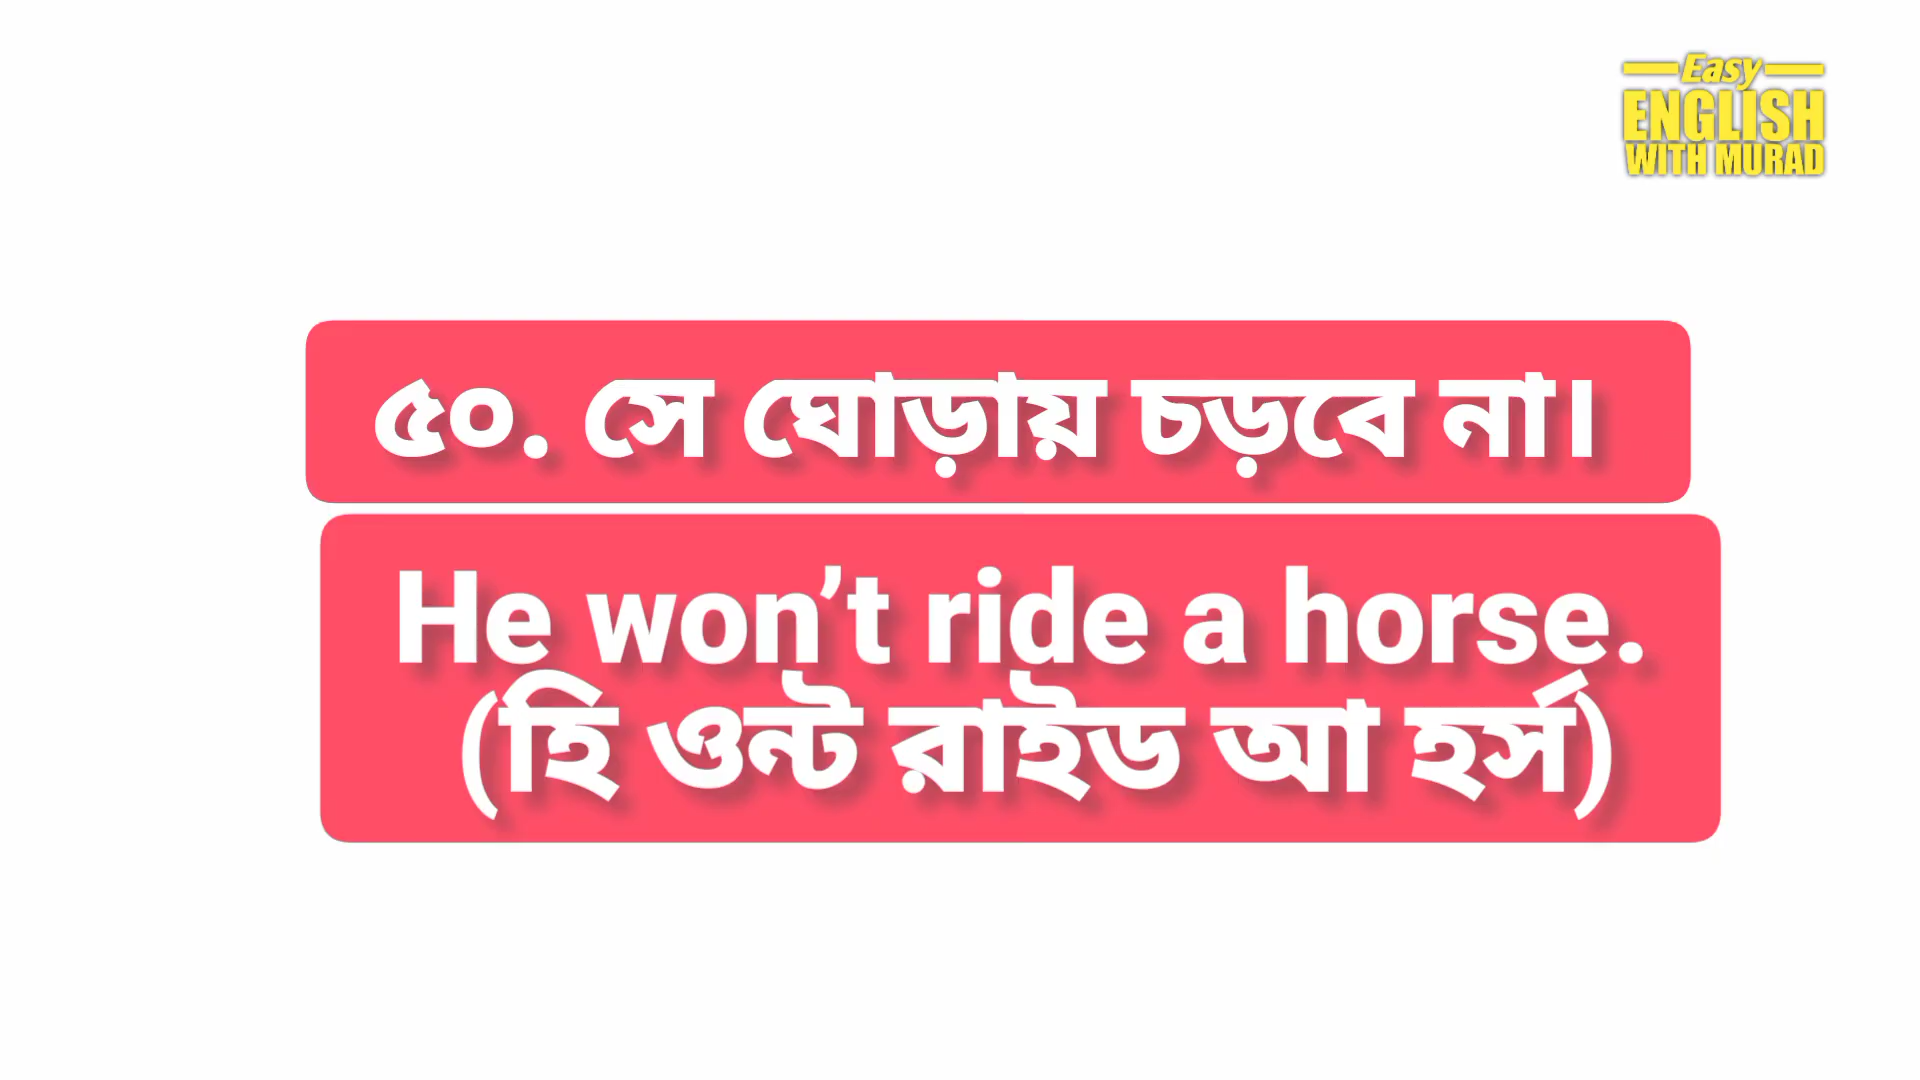 Easy
ENGLISH
WITH MURAD
৫০. সে ঘোড়ায় চড়বে না।
He won’t ride a horse.
(হি ওন্ট রাইড আ হর্স)